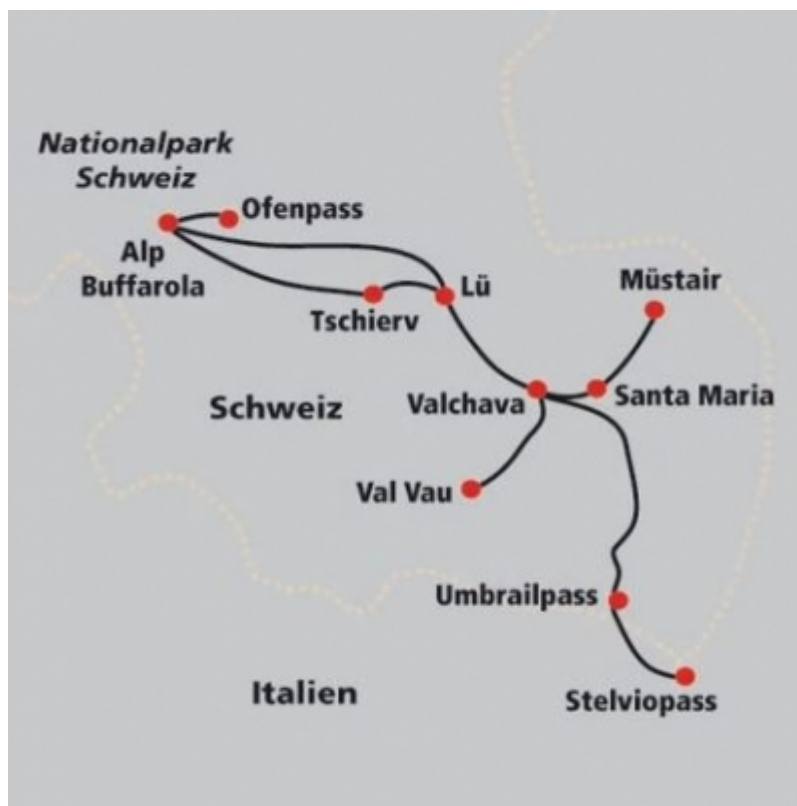 Nationalpark
Schweiz
Ofenpass
Alp
Buffarola
Lü
Müstair
Tschierv
Schweiz
Valchava
Santa Maria
Val Vau
Umbrailpass
Italien
Stelviopass